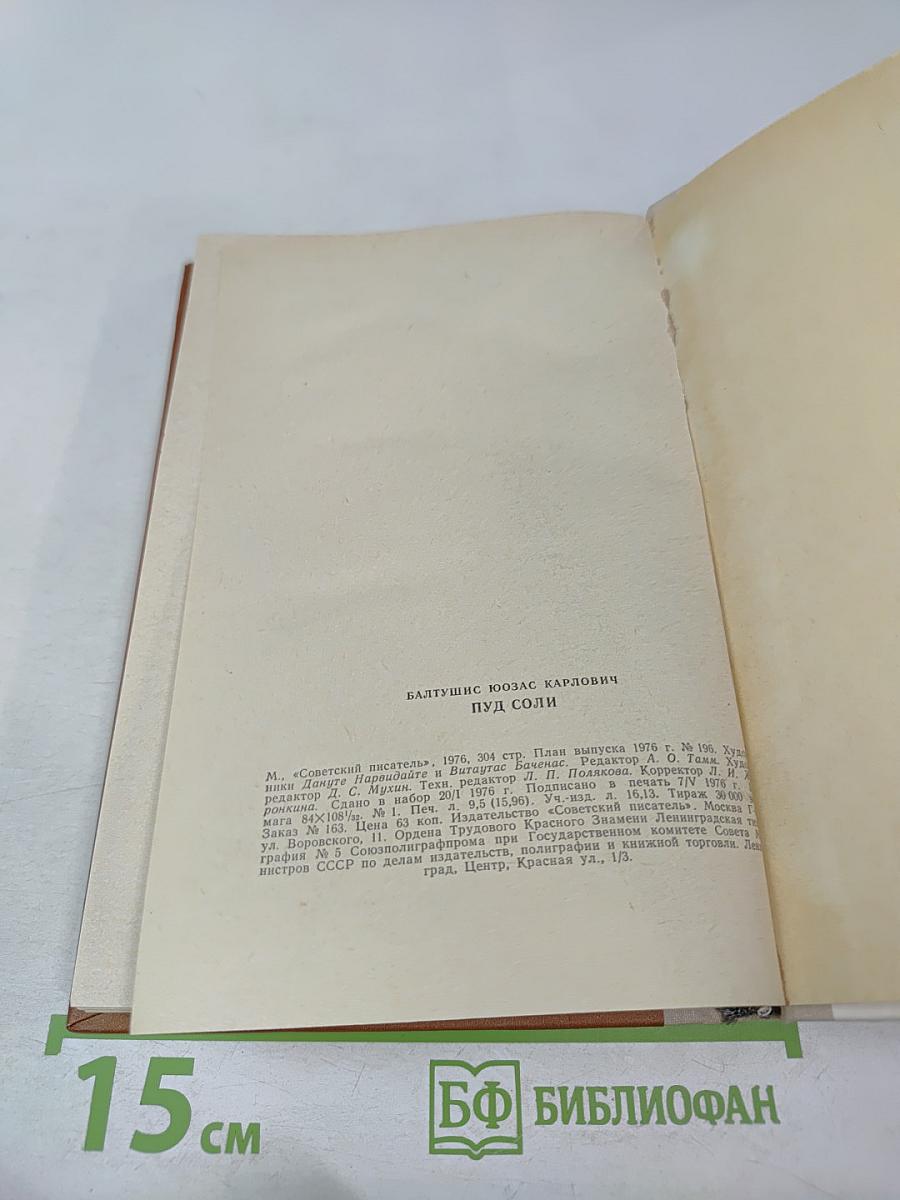 БАЛТУШИС ЮОЗАС КАРЛОВИЧ
ПУД СОЛИ
М., «Советский писатель», 1976, 304 стр. План выпуска 1976 г. № 196. Худо
ники Дануте Нарвидайте и Витаутас Баченас. Редактор А. О. Тамм. Худо
редактор Д. С. Мухин. Техн. редактор Л. П. Полякова. Корректор Л. И. Х
ронкина. Сдано в набор 20/I 1976 г. Подписано в печать 7/V 1976 г.
мага 84×108¹/₃₂. № 1. Печ. л. 9,5 (15,96). Уч.-изд. л. 16,13. Тираж 30 000
Заказ № 163. Цена 63 коп. Издательство «Советский писатель». Москва Г-
ул. Воровского, 11. Ордена Трудового Красного Знамени Ленинградская ти
графия № 5 Союзполиграфпрома при Государственном комитете Совета М
нистров СССР по делам издательств, полиграфии и книжной торговли. Лен
град, Центр, Красная ул., 1/3.
15 см
БФ БИБЛИОФАН